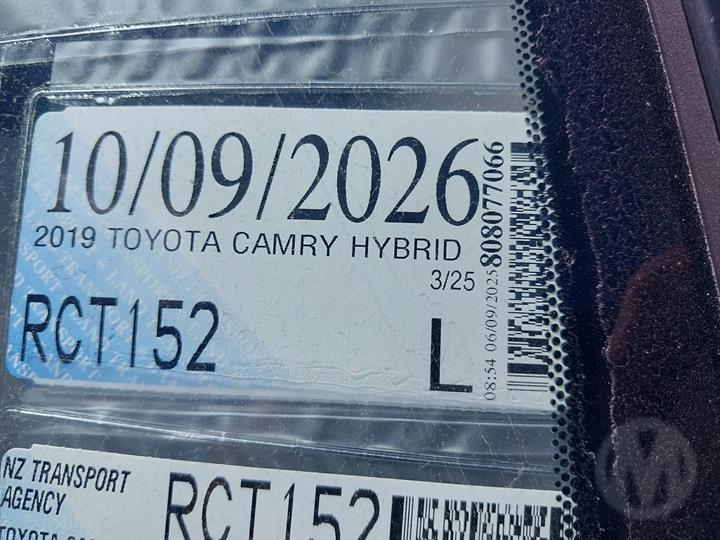 10/09/2026
2019 TOYOTA CAMRY HYBRID
3/25
RCT152
L
08:54 06/09/2025 808077066
NZ TRANSPORT
AGENCY
RCT152
TOYOTA